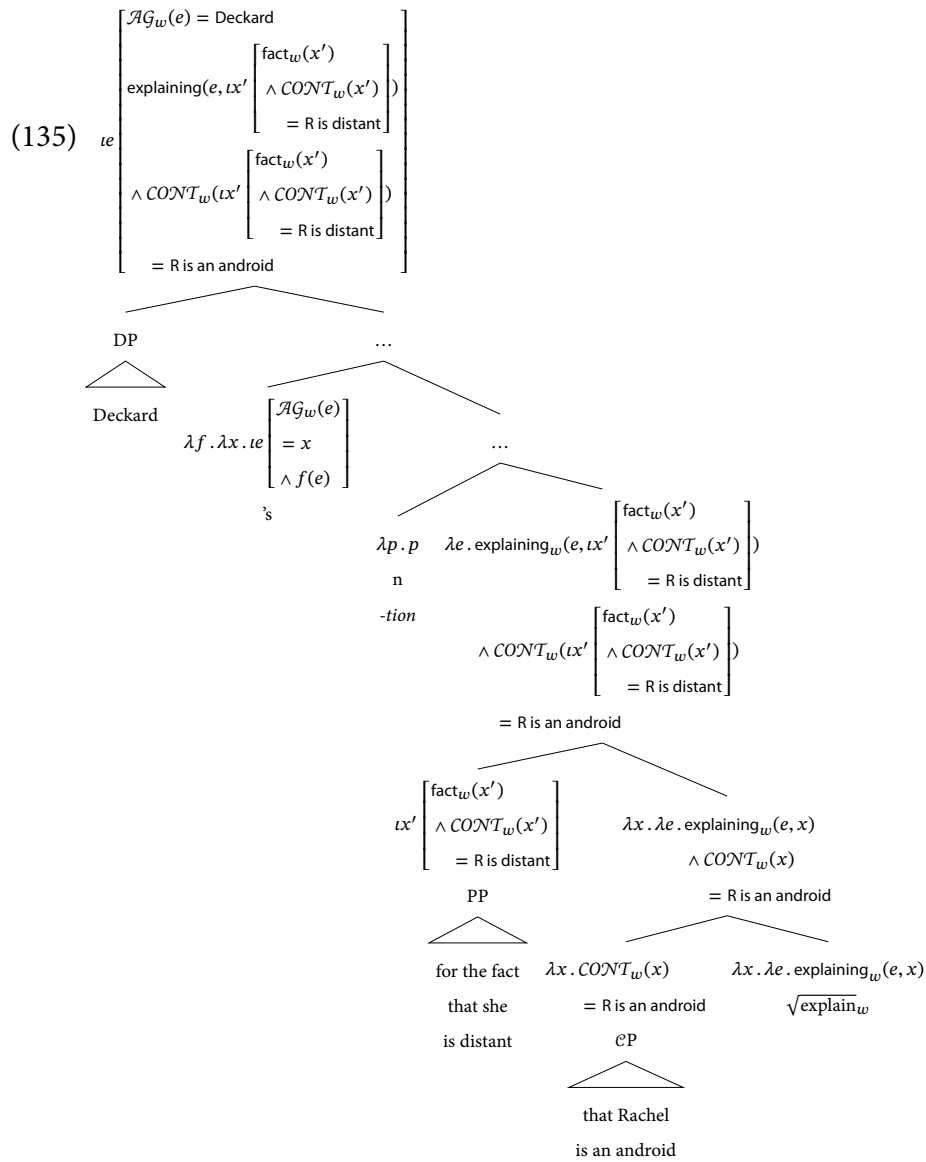 (135) ιe [ 𝒜𝒢_w(e) = Deckard
explaining(e, ιx′ [ fact_w(x′)
∧ 𝒞𝒪𝒩𝒯_w(x′)
= R is distant ])
∧ 𝒞𝒪𝒩𝒯_w(ιx′ [ fact_w(x′)
∧ 𝒞𝒪𝒩𝒯_w(x′)
= R is distant ])
= R is an android ]
DP …
Deckard
λf . λx . ιe [ 𝒜𝒢_w(e)
= x
∧ f(e) ]
's
…
λp . p
n
-tion
λe . explaining_w(e, ιx′ [ fact_w(x′)
∧ 𝒞𝒪𝒩𝒯_w(x′)
= R is distant ])
∧ 𝒞𝒪𝒩𝒯_w(ιx′ [ fact_w(x′)
∧ 𝒞𝒪𝒩𝒯_w(x′)
= R is distant ])
= R is an android
ιx′ [ fact_w(x′)
∧ 𝒞𝒪𝒩𝒯_w(x′)
= R is distant ]
PP
for the fact
that she
is distant
λx . λe . explaining_w(e, x)
∧ 𝒞𝒪𝒩𝒯_w(x)
= R is an android
λx . 𝒞𝒪𝒩𝒯_w(x)
= R is an android
𝒞P
that Rachel
is an android
λx . λe . explaining_w(e, x)
√explain_w